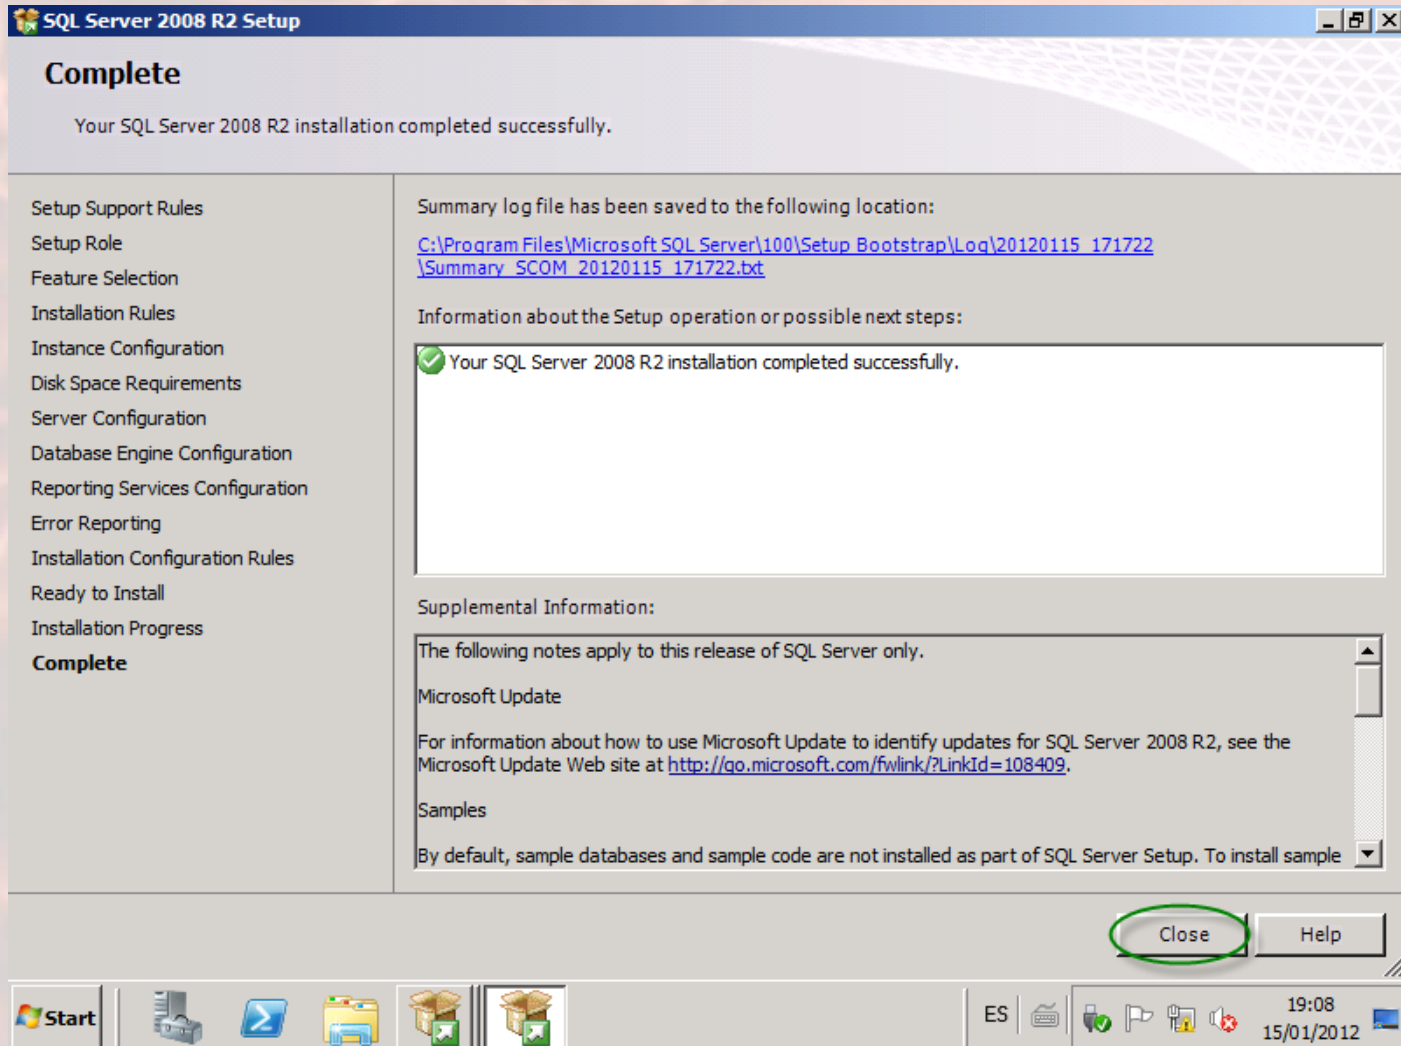 SQL Server 2008 R2 Setup
Complete
Your SQL Server 2008 R2 installation completed successfully.
Setup Support Rules
Setup Role
Feature Selection
Installation Rules
Instance Configuration
Disk Space Requirements
Server Configuration
Database Engine Configuration
Reporting Services Configuration
Error Reporting
Installation Configuration Rules
Ready to Install
Installation Progress
Complete
Summary log file has been saved to the following location:
C:\Program Files\Microsoft SQL Server\100\Setup Bootstrap\Log\20120115_171722
\Summary_SCOM_20120115_171722.txt
Information about the Setup operation or possible next steps:
Your SQL Server 2008 R2 installation completed successfully.
Supplemental Information:
The following notes apply to this release of SQL Server only.
Microsoft Update
For information about how to use Microsoft Update to identify updates for SQL Server 2008 R2, see the
Microsoft Update Web site at http://go.microsoft.com/fwlink/?LinkId=108409.
Samples
By default, sample databases and sample code are not installed as part of SQL Server Setup. To install sample
Close
Help
Start
ES
19:08
15/01/2012